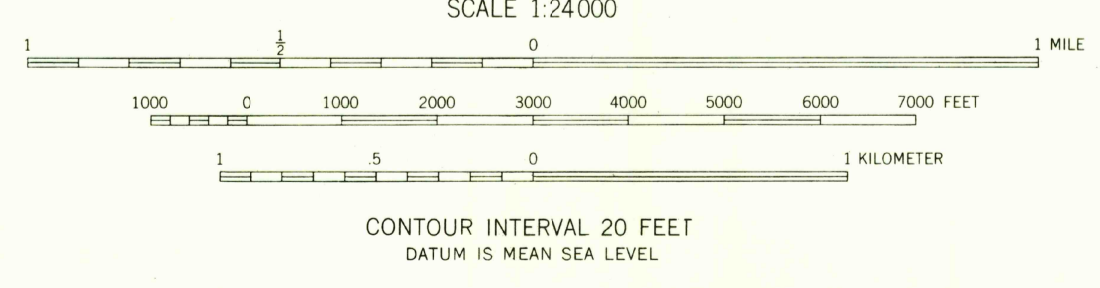 SCALE 1:24000
1 1/2 0 1 MILE
1000 0 1000 2000 3000 4000 5000 6000 7000 FEET
1 .5 0 1 KILOMETER
CONTOUR INTERVAL 20 FEET
DATUM IS MEAN SEA LEVEL